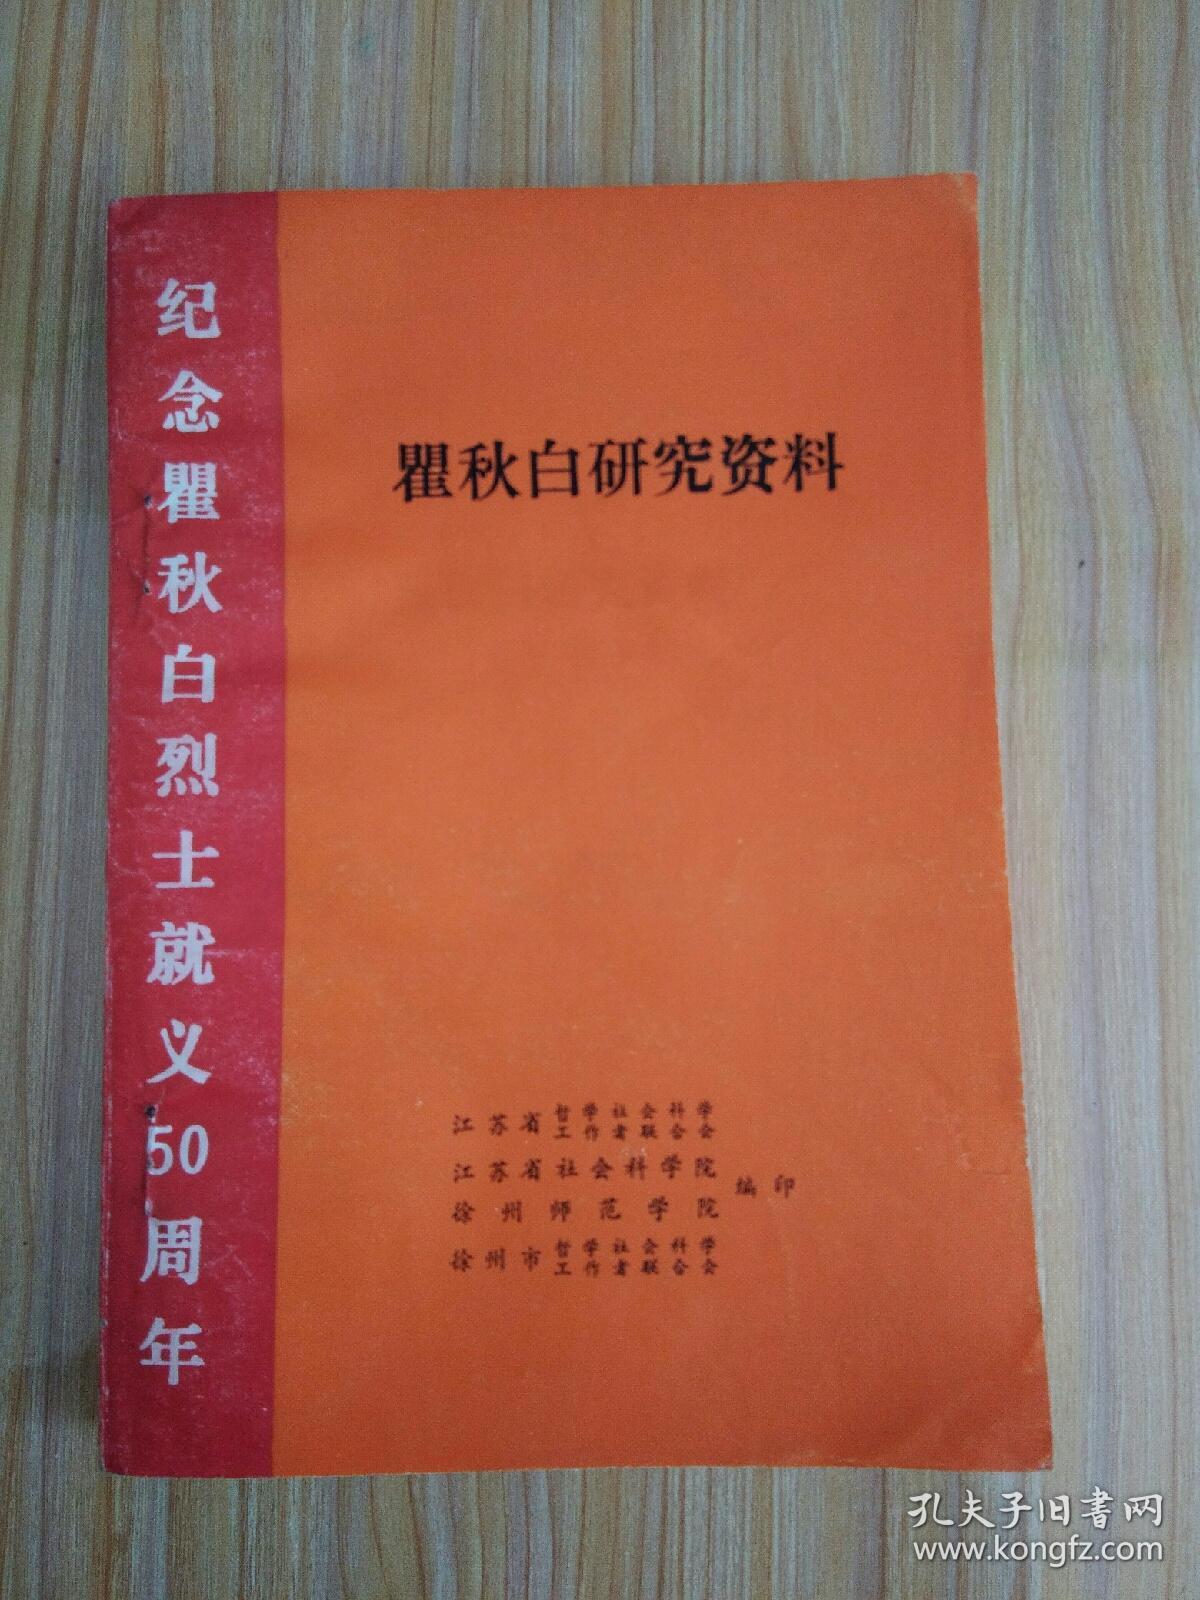 纪念瞿秋白烈士就义50周年
瞿秋白研究资料
江苏省哲学社会科学工作者联合会
江苏省社会科学院
徐州师范学院
徐州市哲学社会科学工作者联合会
编印
孔夫子旧书网
www.kongfz.com